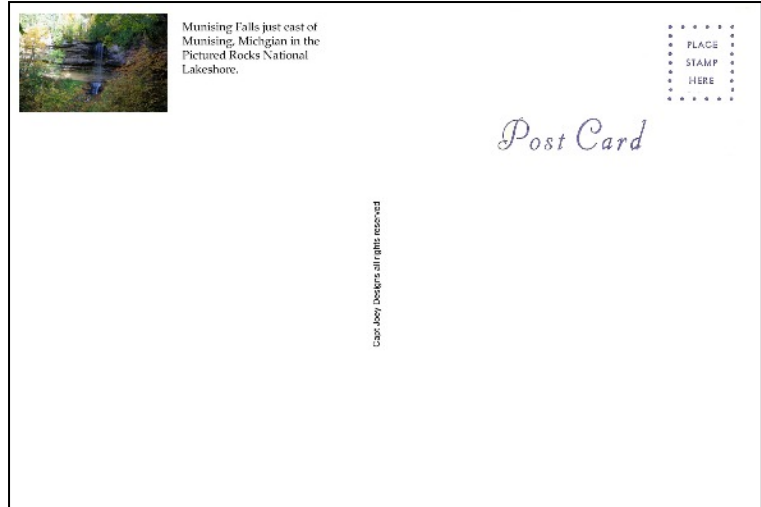 Munising Falls just east of
Munising, Michgian in the
Pictured Rocks National
Lakeshore.
PLACE
STAMP
HERE
Post Card
Capt Joey Designs all rights reserved